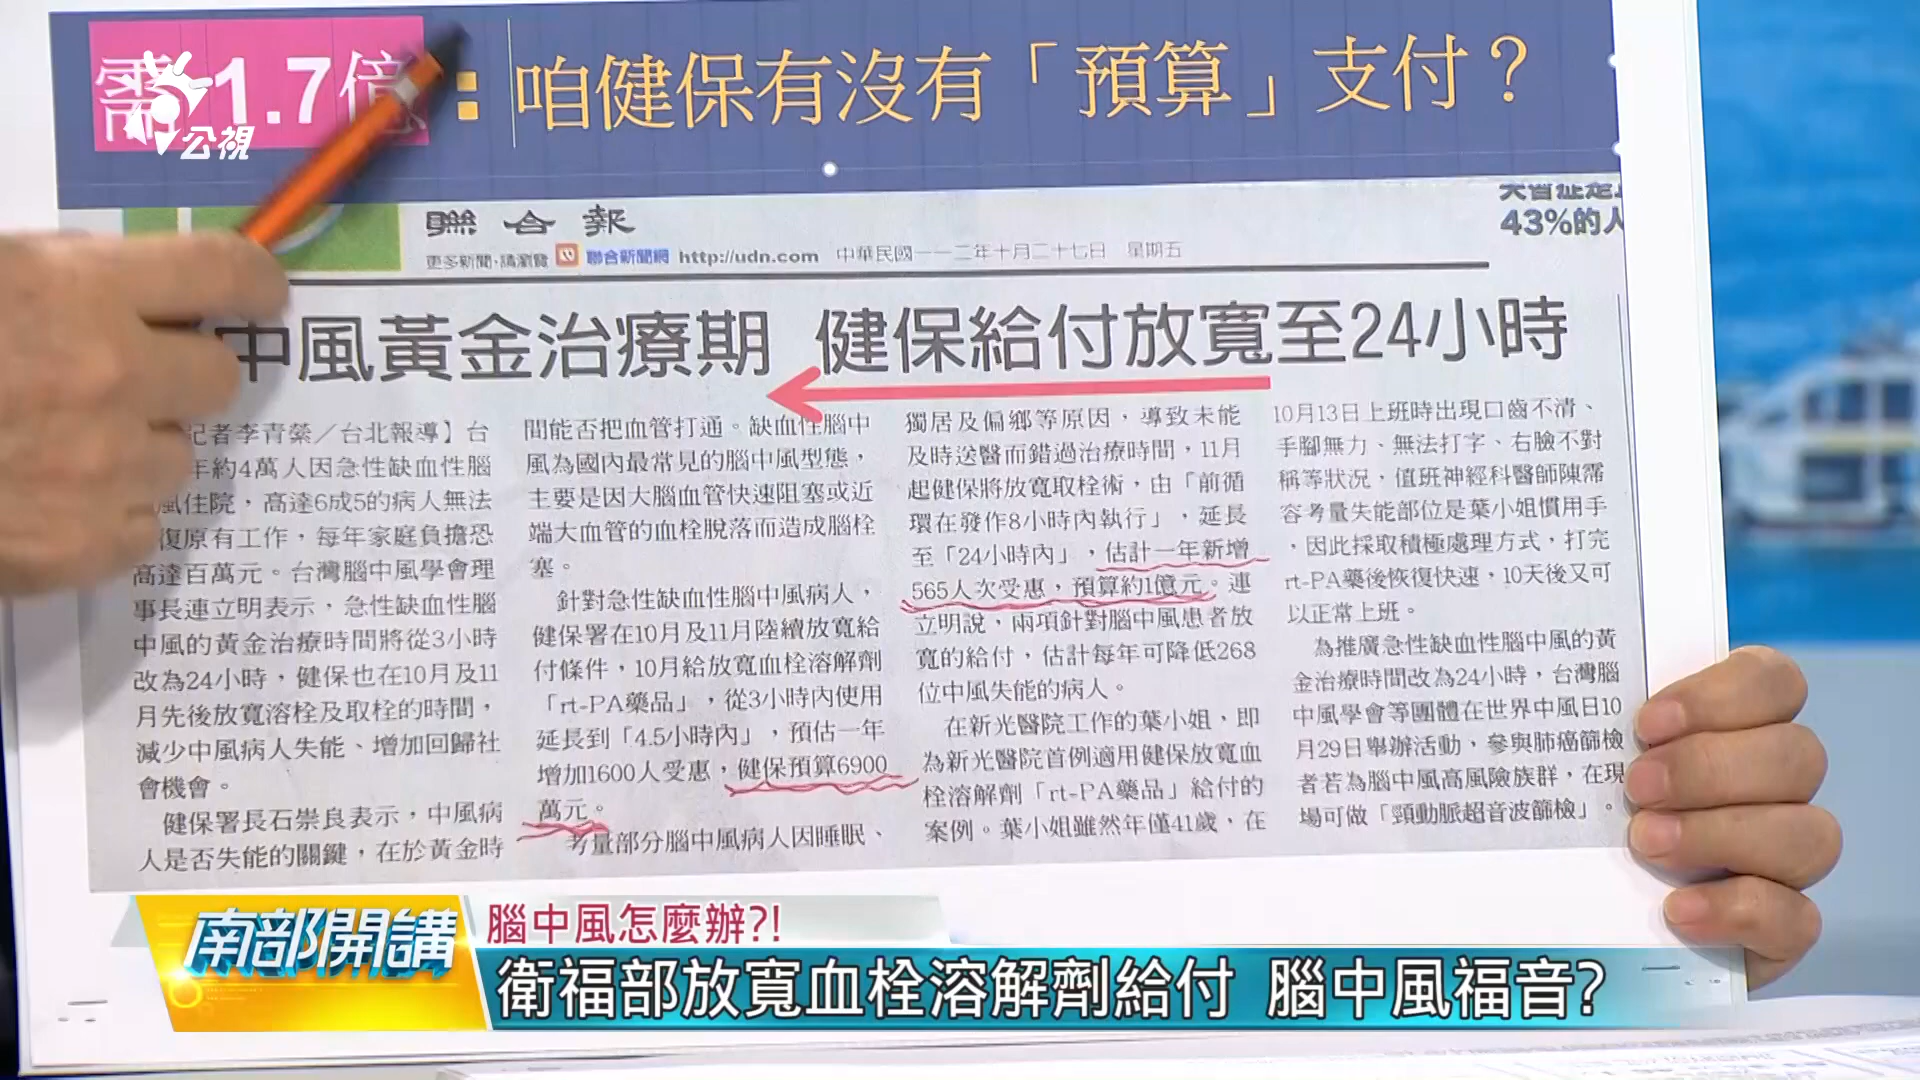 需1.7億：咱健保有沒有「預算」支付？
公視
聯合報
更多新聞‧請瀏覽 聯合新聞網 http://udn.com 中華民國一一二年十月二十七日 星期五
43%的人
中風黃金治療期 健保給付放寬至24小時
記者李青縈／台北報導】台
年約4萬人因急性缺血性腦
風住院，高達6成5的病人無法
復原有工作，每年家庭負擔恐
高達百萬元。台灣腦中風學會理
事長連立明表示，急性缺血性腦
中風的黃金治療時間將從3小時
改為24小時，健保也在10月及11
月先後放寬溶栓及取栓的時間，
減少中風病人失能、增加回歸社
會機會。
健保署長石崇良表示，中風病
人是否失能的關鍵，在於黃金時
間能否把血管打通。缺血性腦中
風為國內最常見的腦中風型態，
主要是因大腦血管快速阻塞或近
端大血管的血栓脫落而造成腦栓
塞。
針對急性缺血性腦中風病人，
健保署在10月及11月陸續放寬給
付條件，10月給放寬血栓溶解劑
「rt-PA藥品」，從3小時內使用
延長到「4.5小時內」，預估一年
增加1600人受惠，健保預算6900
萬元。
考量部分腦中風病人因睡眠、
獨居及偏鄉等原因，導致未能
及時送醫而錯過治療時間，11月
起健保將放寬取栓術，由「前循
環在發作8小時內執行」，延長
至「24小時內」，估計一年新增
565人次受惠，預算約1億元。連
立明說，兩項針對腦中風患者放
寬的給付，估計每年可降低268
位中風失能的病人。
在新光醫院工作的葉小姐，即
為新光醫院首例適用健保放寬血
栓溶解劑「rt-PA藥品」給付的
案例。葉小姐雖然年僅41歲，在
10月13日上班時出現口齒不清、
手腳無力、無法打字、右臉不對
稱等狀況，值班神經科醫師陳霈
容考量失能部位是葉小姐慣用手
，因此採取積極處理方式，打完
rt-PA藥後恢復快速，10天後又可
以正常上班。
為推廣急性缺血性腦中風的黃
金治療時間改為24小時，台灣腦
中風學會等團體在世界中風日10
月29日舉辦活動，參與肺癌篩檢
者若為腦中風高風險族群，在現
場可做「頸動脈超音波篩檢」。
南部開講
腦中風怎麼辦?!
衛福部放寬血栓溶解劑給付 腦中風福音?